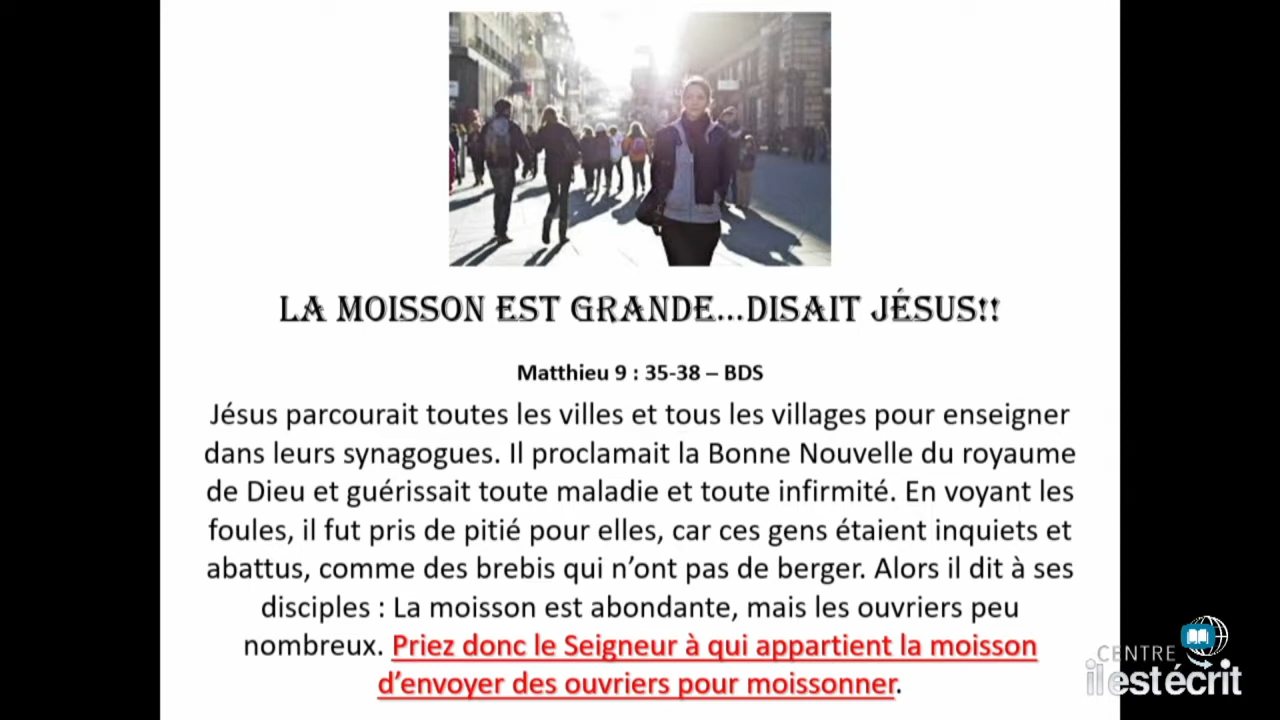 LA MOISSON EST GRANDE...DISAIT JÉSUS!!
Matthieu 9 : 35-38 – BDS
Jésus parcourait toutes les villes et tous les villages pour enseigner
dans leurs synagogues. Il proclamait la Bonne Nouvelle du royaume
de Dieu et guérissait toute maladie et toute infirmité. En voyant les
foules, il fut pris de pitié pour elles, car ces gens étaient inquiets et
abattus, comme des brebis qui n’ont pas de berger. Alors il dit à ses
disciples : La moisson est abondante, mais les ouvriers peu
nombreux. Priez donc le Seigneur à qui appartient la moisson
d’envoyer des ouvriers pour moissonner.
CENTRE
ilestécrit